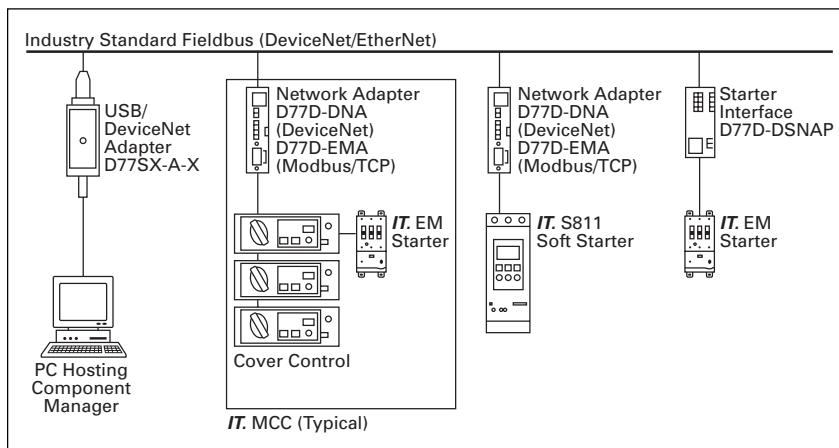 Industry Standard Fieldbus (DeviceNet/EtherNet)
USB/
DeviceNet
Adapter
D77SX-A-X
PC Hosting
Component
Manager
Network Adapter
D77D-DNA
(DeviceNet)
D77D-EMA
(Modbus/TCP)
IT. EM
Starter
Cover Control
IT. MCC (Typical)
Network Adapter
D77D-DNA
(DeviceNet)
D77D-EMA
(Modbus/TCP)
IT. S811
Soft Starter
Starter
Interface
D77D-DSNAP
E
IT. EM
Starter